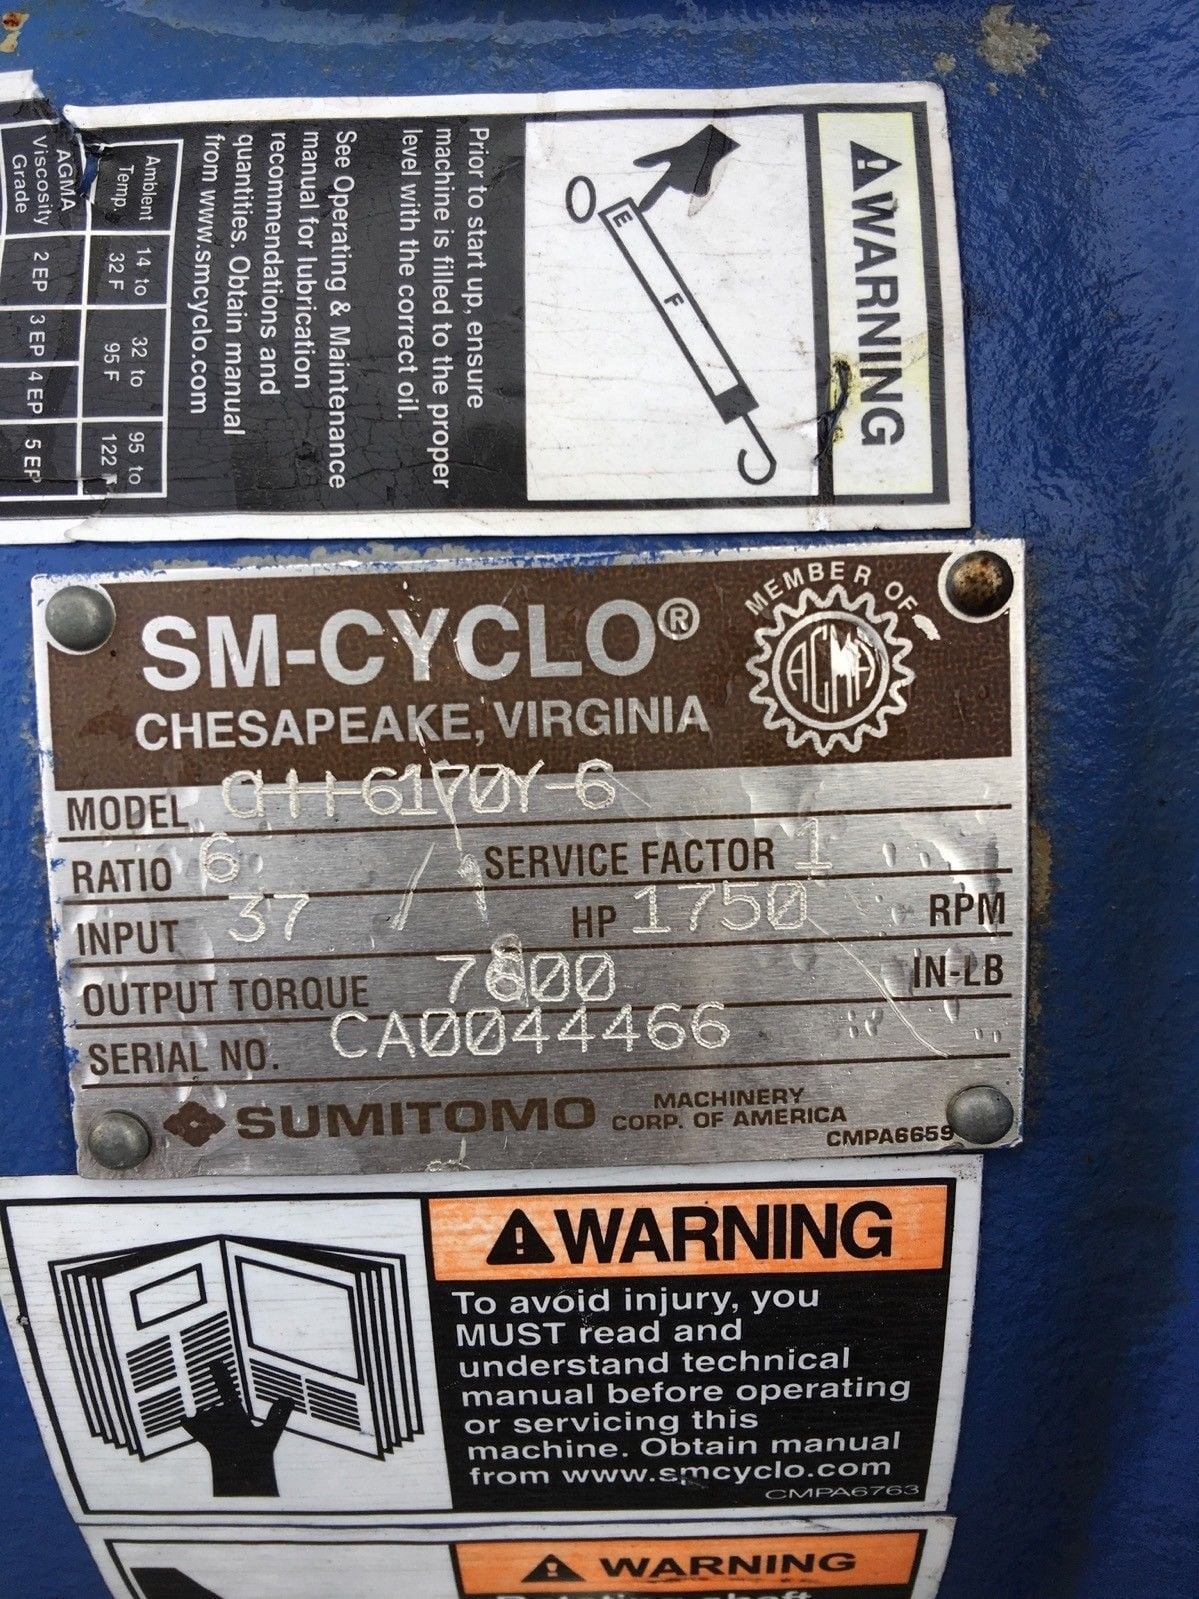 WARNING
E F
Prior to start up, ensure
machine is filled to the proper
level with the correct oil.
See Operating & Maintenance
manual for lubrication
recommendations and
quantities. Obtain manual
from www.smcyclo.com
Ambient Temp. 14 to 32 F 32 to 95 F 95 to 122
AGMA Viscosity Grade 2 EP 3 EP 4 EP 5 EP
SM-CYCLO®
CHESAPEAKE, VIRGINIA
MEMBER OF
AGMA
MODEL CHH-6170Y-6
RATIO 6 SERVICE FACTOR 1
INPUT 37 HP 1750 RPM
OUTPUT TORQUE IN-LB
SERIAL NO. CA0044466
SUMITOMO MACHINERY
CORP. OF AMERICA
CMPA6659
WARNING
To avoid injury, you
MUST read and
understand technical
manual before operating
or servicing this
machine. Obtain manual
from www.smcyclo.com
CMPA6763
WARNING
Rotating shaft